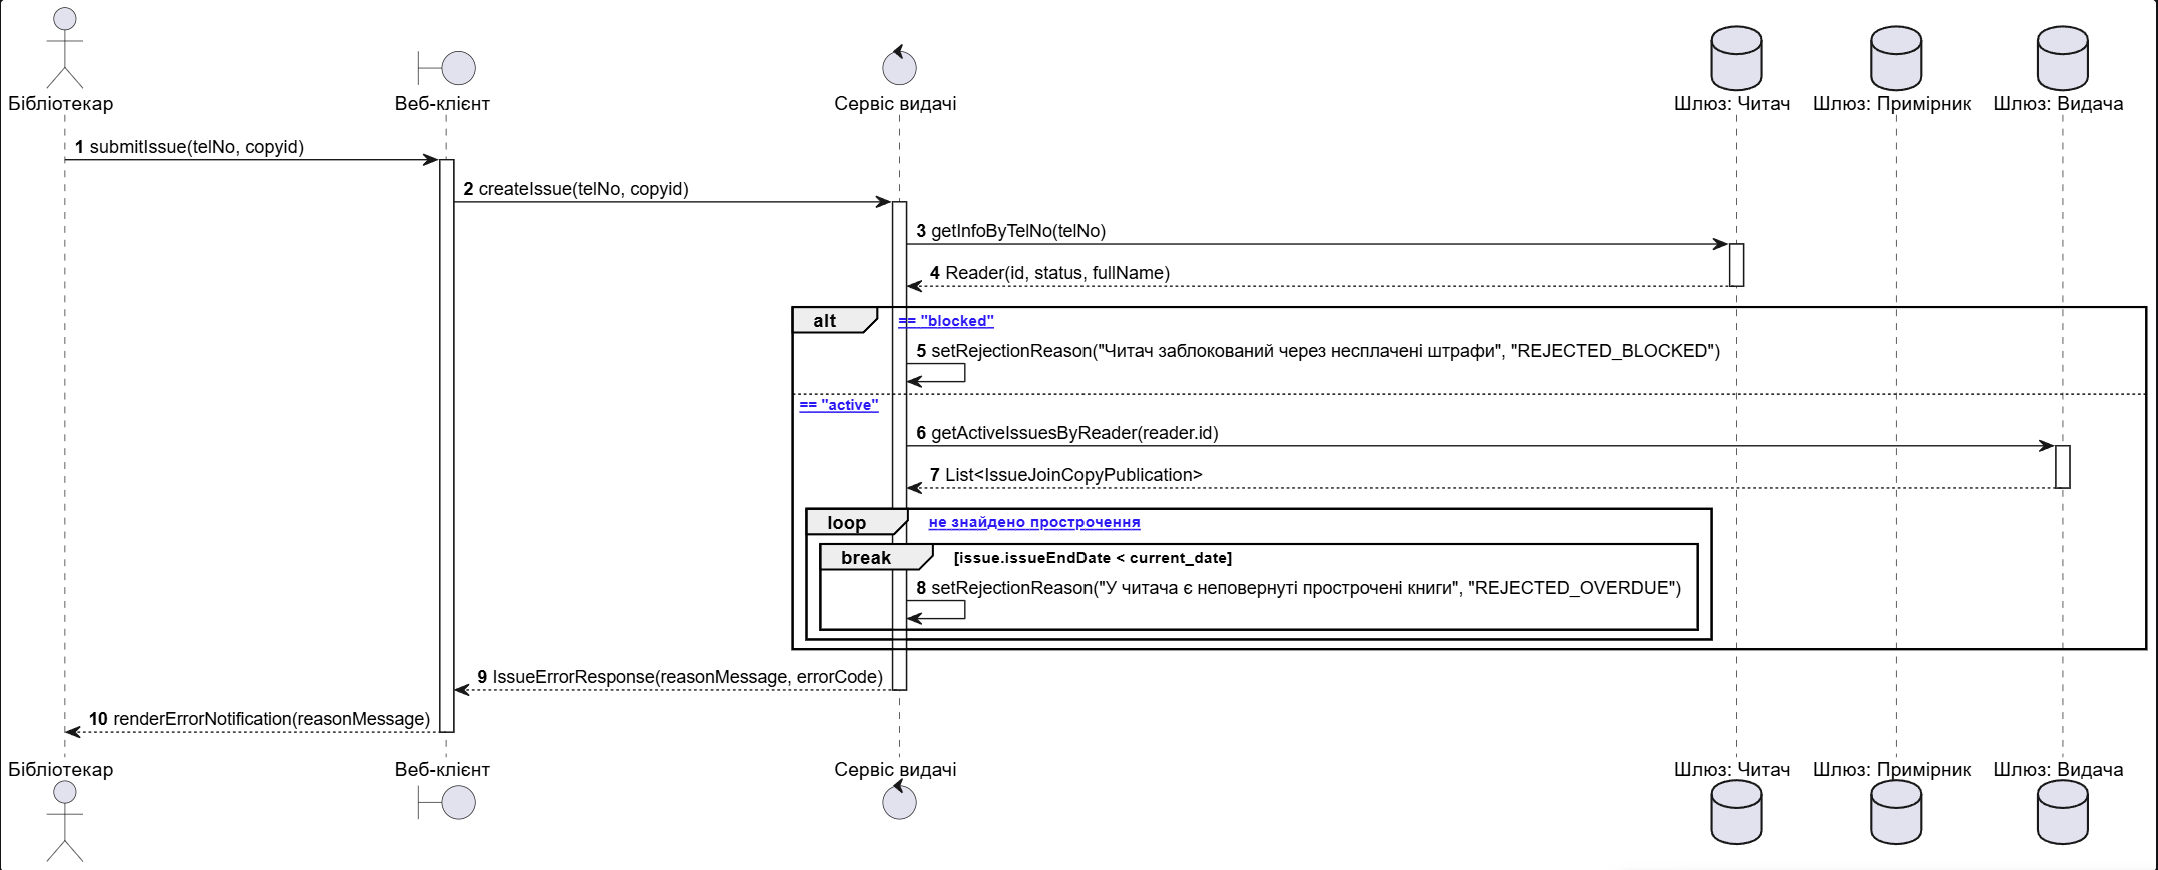 Бібліотекар
Веб-клієнт
Сервіс видачі
Шлюз: Читач
Шлюз: Примірник
Шлюз: Видача
1 submitIssue(telNo, copyid)
2 createIssue(telNo, copyid)
3 getInfoByTelNo(telNo)
4 Reader(id, status, fullName)
alt == "blocked"
5 setRejectionReason("Читач заблокований через несплачені штрафи", "REJECTED_BLOCKED")
== "active"
6 getActiveIssuesByReader(reader.id)
7 List<IssueJoinCopyPublication>
loop не знайдено прострочення
break [issue.issueEndDate < current_date]
8 setRejectionReason("У читача є неповернуті прострочені книги", "REJECTED_OVERDUE")
9 IssueErrorResponse(reasonMessage, errorCode)
10 renderErrorNotification(reasonMessage)
Бібліотекар
Веб-клієнт
Сервіс видачі
Шлюз: Читач
Шлюз: Примірник
Шлюз: Видача